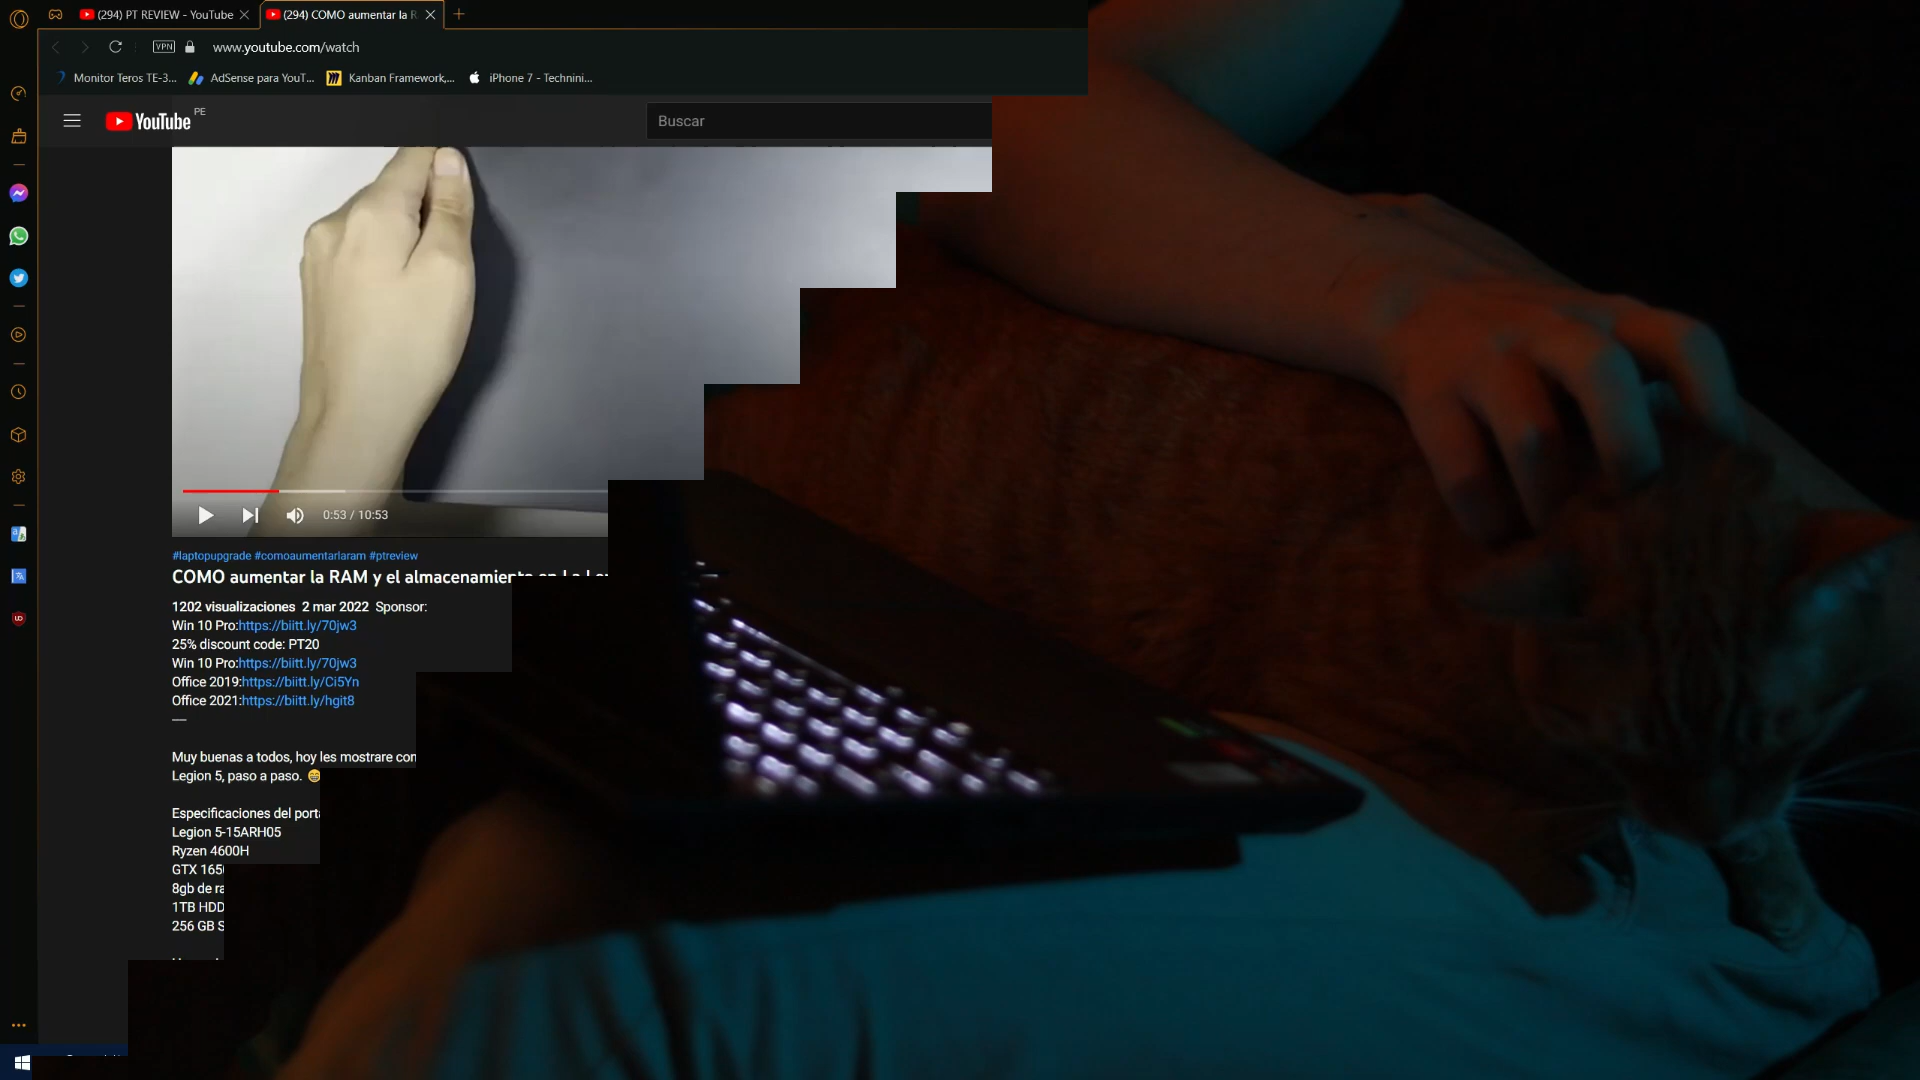 (294) PT REVIEW - YouTube
(294) COMO aumentar la R
VPN
www.youtube.com/watch
Monitor Teros TE-3...
AdSense para YouT...
Kanban Framework,...
iPhone 7 - Technini...
YouTube PE
Buscar
0:53 / 10:53
#laptopupgrade #comoaumentarlaram #ptreview
COMO aumentar la RAM y el almacenamiento en La
1202 visualizaciones 2 mar 2022 Sponsor:
Win 10 Pro:https://biitt.ly/70jw3
25% discount code: PT20
Win 10 Pro:https://biitt.ly/70jw3
Office 2019:https://biitt.ly/Ci5Yn
Office 2021:https://biitt.ly/hgit8
—
Muy buenas a todos, hoy les mostrare con
Legion 5, paso a paso. 😁
Especificaciones del port
Legion 5-15ARH05
Ryzen 4600H
GTX 165
8gb de ra
1TB HDD
256 GB S